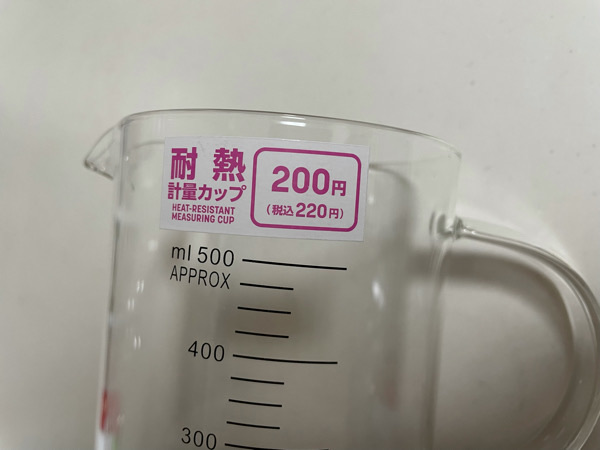 耐熱
計量カップ
HEAT-RESISTANT
MEASURING CUP
200円
(税込220円)
ml 500
APPROX
400
300